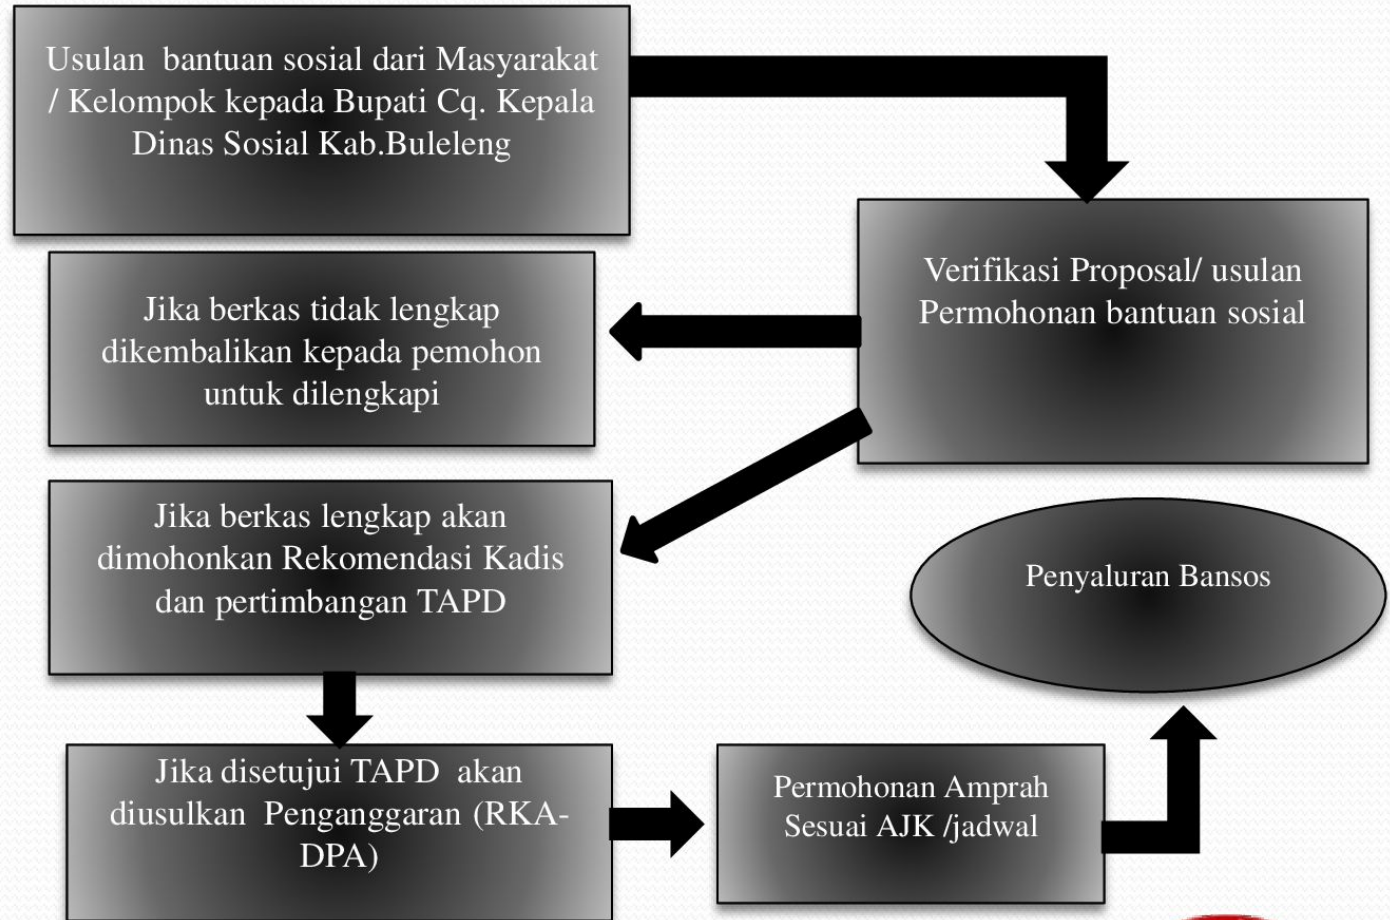 Usulan bantuan sosial dari Masyarakat
/ Kelompok kepada Bupati Cq. Kepala
Dinas Sosial Kab.Buleleng
Verifikasi Proposal/ usulan
Permohonan bantuan sosial
Jika berkas tidak lengkap
dikembalikan kepada pemohon
untuk dilengkapi
Jika berkas lengkap akan
dimohonkan Rekomendasi Kadis
dan pertimbangan TAPD
Jika disetujui TAPD akan
diusulkan Penganggaran (RKA-
DPA)
Permohonan Amprah
Sesuai AJK /jadwal
Penyaluran Bansos